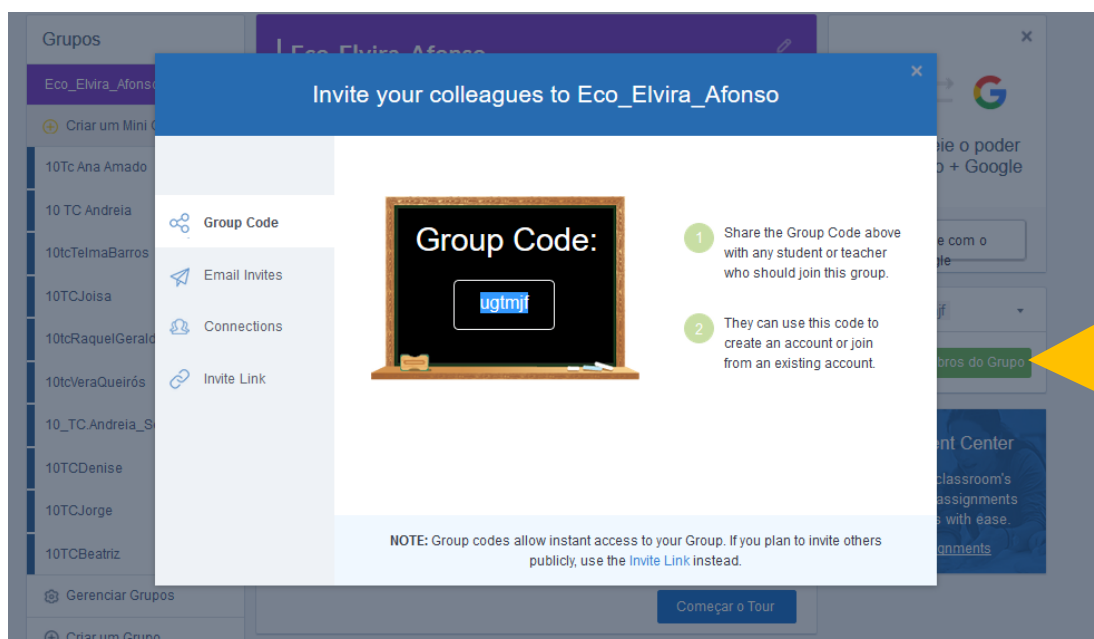 Grupos
Eco_Elvira_Afonso
Criar um Mini
10Tc Ana Amado
10 TC Andreia
10tcTelmaBarros
10TCJoisa
10tcRaquelGerald
10tcVeraQueirós
10_TC.Andreia_S
10TCDenise
10TCJorge
10TCBeatriz
Gerenciar Grupos
Criar um Grupo
Eco_Elvira_Afonso
Invite your colleagues to Eco_Elvira_Afonso
Group Code
Email Invites
Connections
Invite Link
Group Code:
ugtmjf
1
Share the Group Code above
with any student or teacher
who should join this group.
2
They can use this code to
create an account or join
from an existing account.
NOTE: Group codes allow instant access to your Group. If you plan to invite others
publicly, use the Invite Link instead.
Começar o Tour
G
o poder
+ Google
com o
jf
bros do Grupo
nt Center
classroom's
assignments
with ease.
gnments